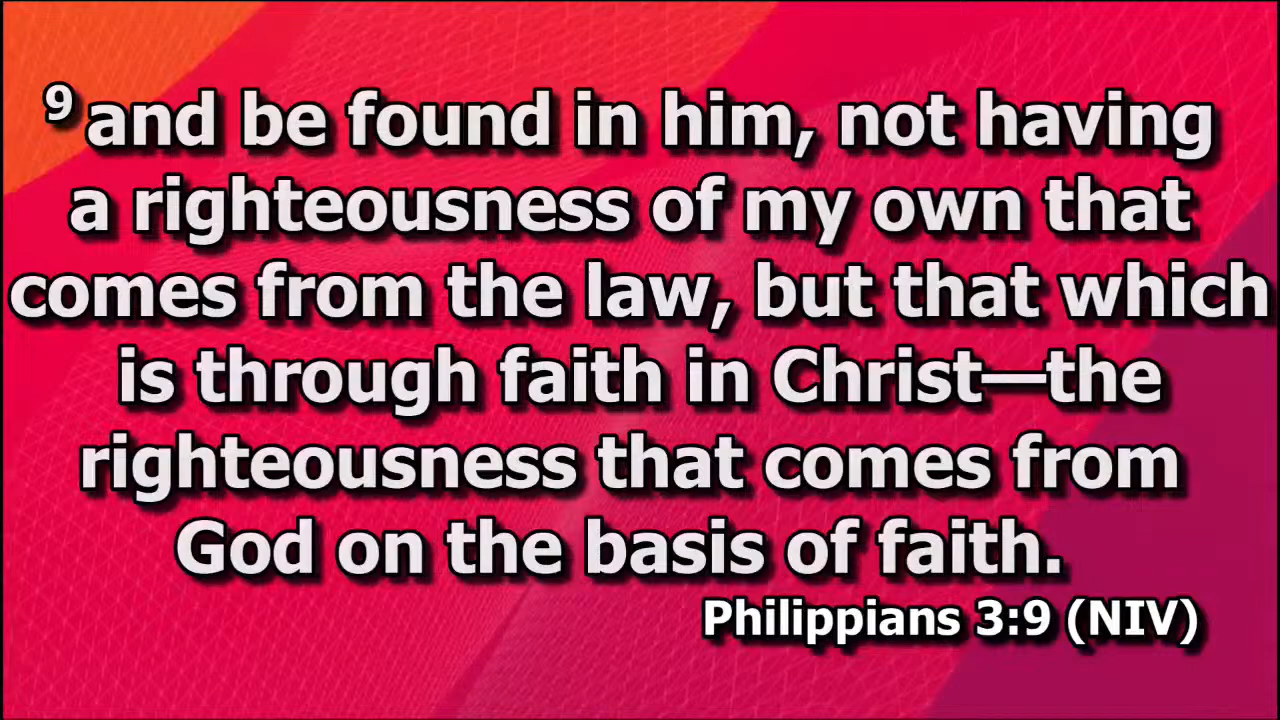 9 and be found in him, not having
a righteousness of my own that
comes from the law, but that which
is through faith in Christ—the
righteousness that comes from
God on the basis of faith.
Philippians 3:9 (NIV)